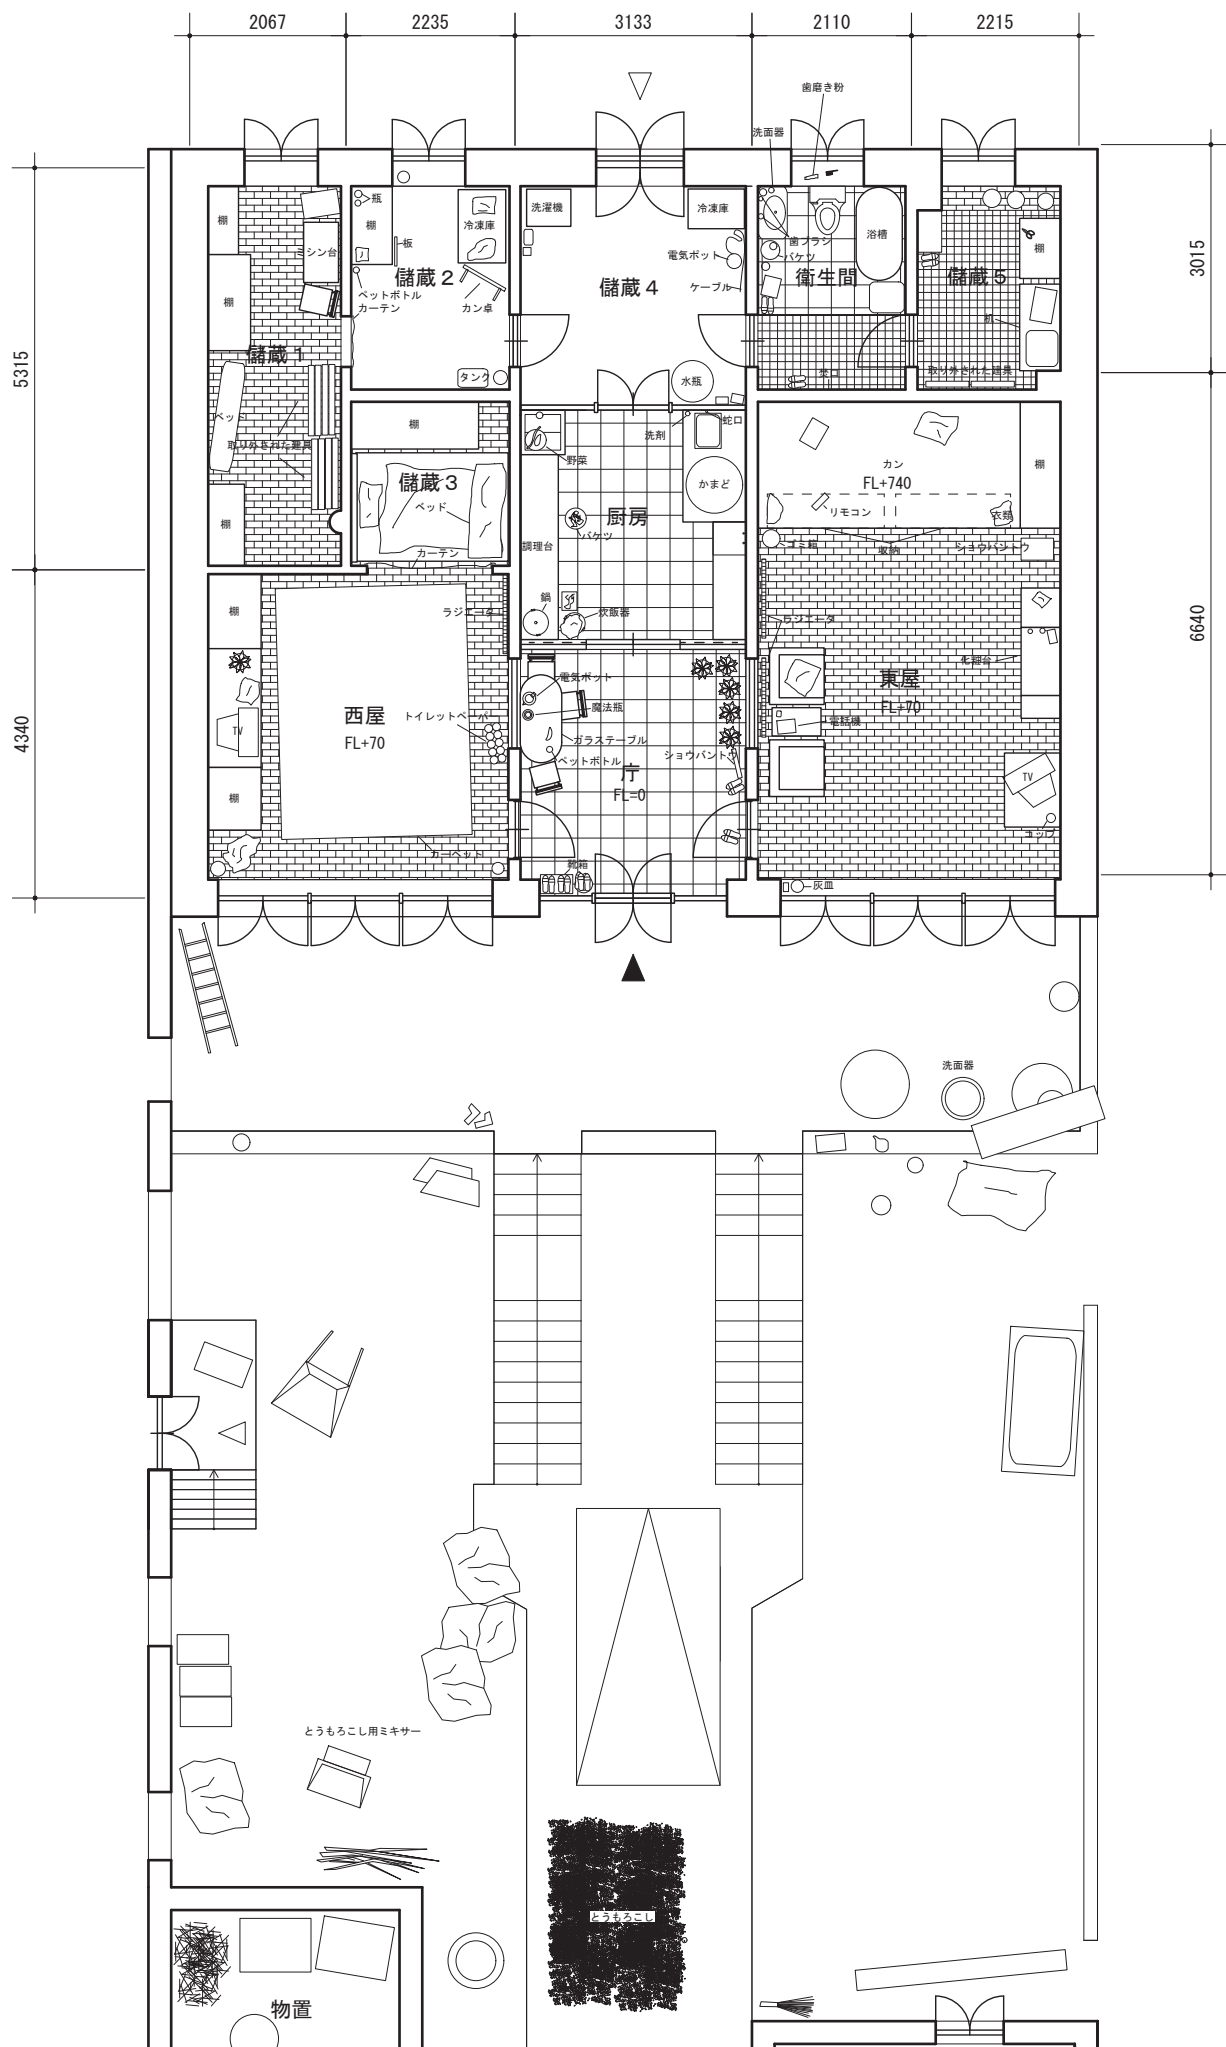 2067
2235
3133
2110
2215
歯磨き粉
洗面器
5315
4340
3015
6640
棚
ミシン台
棚
儲蔵1
ベッド
取り外された建具
棚
瓶
棚
板
冷凍庫
儲蔵2
ペットボトル
カーテン
カン卓
タンク
洗濯機
冷凍庫
電気ポット
儲蔵4
ケーブル
水瓶
歯ブラシ
バケツ
浴槽
衛生間
焚口
棚
儲蔵5
机
取り外された建具
棚
儲蔵3
ベッド
カーテン
洗剤
蛇口
野菜
かまど
厨房
バケツ
調理台
鍋
炊飯器
カン
FL+740
棚
リモコン
衣類
ゴミ箱
収納
ショウバントウ
ラジエータ
化粧台
東屋
FL+70
電話機
TV
コップ
灰皿
棚
ラジエータ
西屋
FL+70
トイレットペーパー
TV
棚
カーペット
電気ポット
魔法瓶
ガラステーブル
ペットボトル
ショウバントウ
庁
FL=0
靴箱
洗面器
とうもろこし用ミキサー
とうもろこし
物置